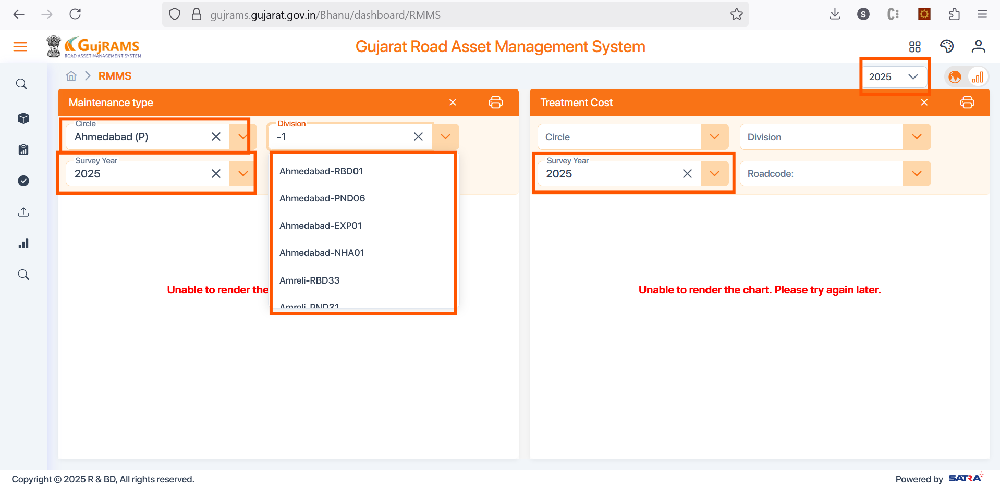 gujrams.gujarat.gov.in/Bhanu/dashboard/RMMS
S
GUJRAMS
ROAD ASSET MANAGEMENT SYSTEM
Gujarat Road Asset Management System
RMMS
2025
Maintenance type
Treatment Cost
Circle
Ahmedabad (P)
Division
-1
Circle
Division
Survey Year
2025
Survey Year
2025
Roadcode:
Ahmedabad-RBD01
Ahmedabad-PND06
Ahmedabad-EXP01
Ahmedabad-NHA01
Amreli-RBD33
Amreli-PND31
Unable to render the
Unable to render the chart. Please try again later.
Copyright © 2025 R & BD, All rights reserved.
Powered by SATRA